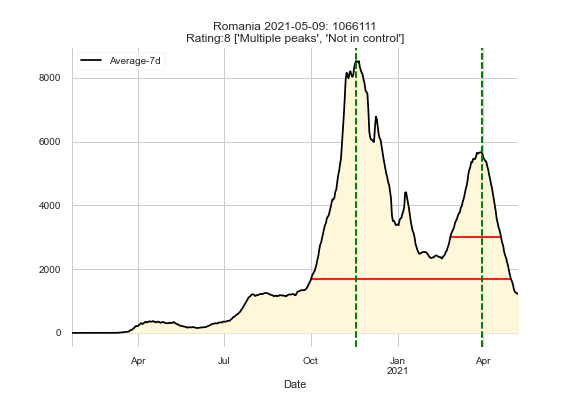 Romania 2021-05-09: 1066111
Rating:8 ['Multiple peaks', 'Not in control']
Average-7d
8000
6000
4000
2000
0
Apr
Jul
Oct
Jan
2021
Apr
Date